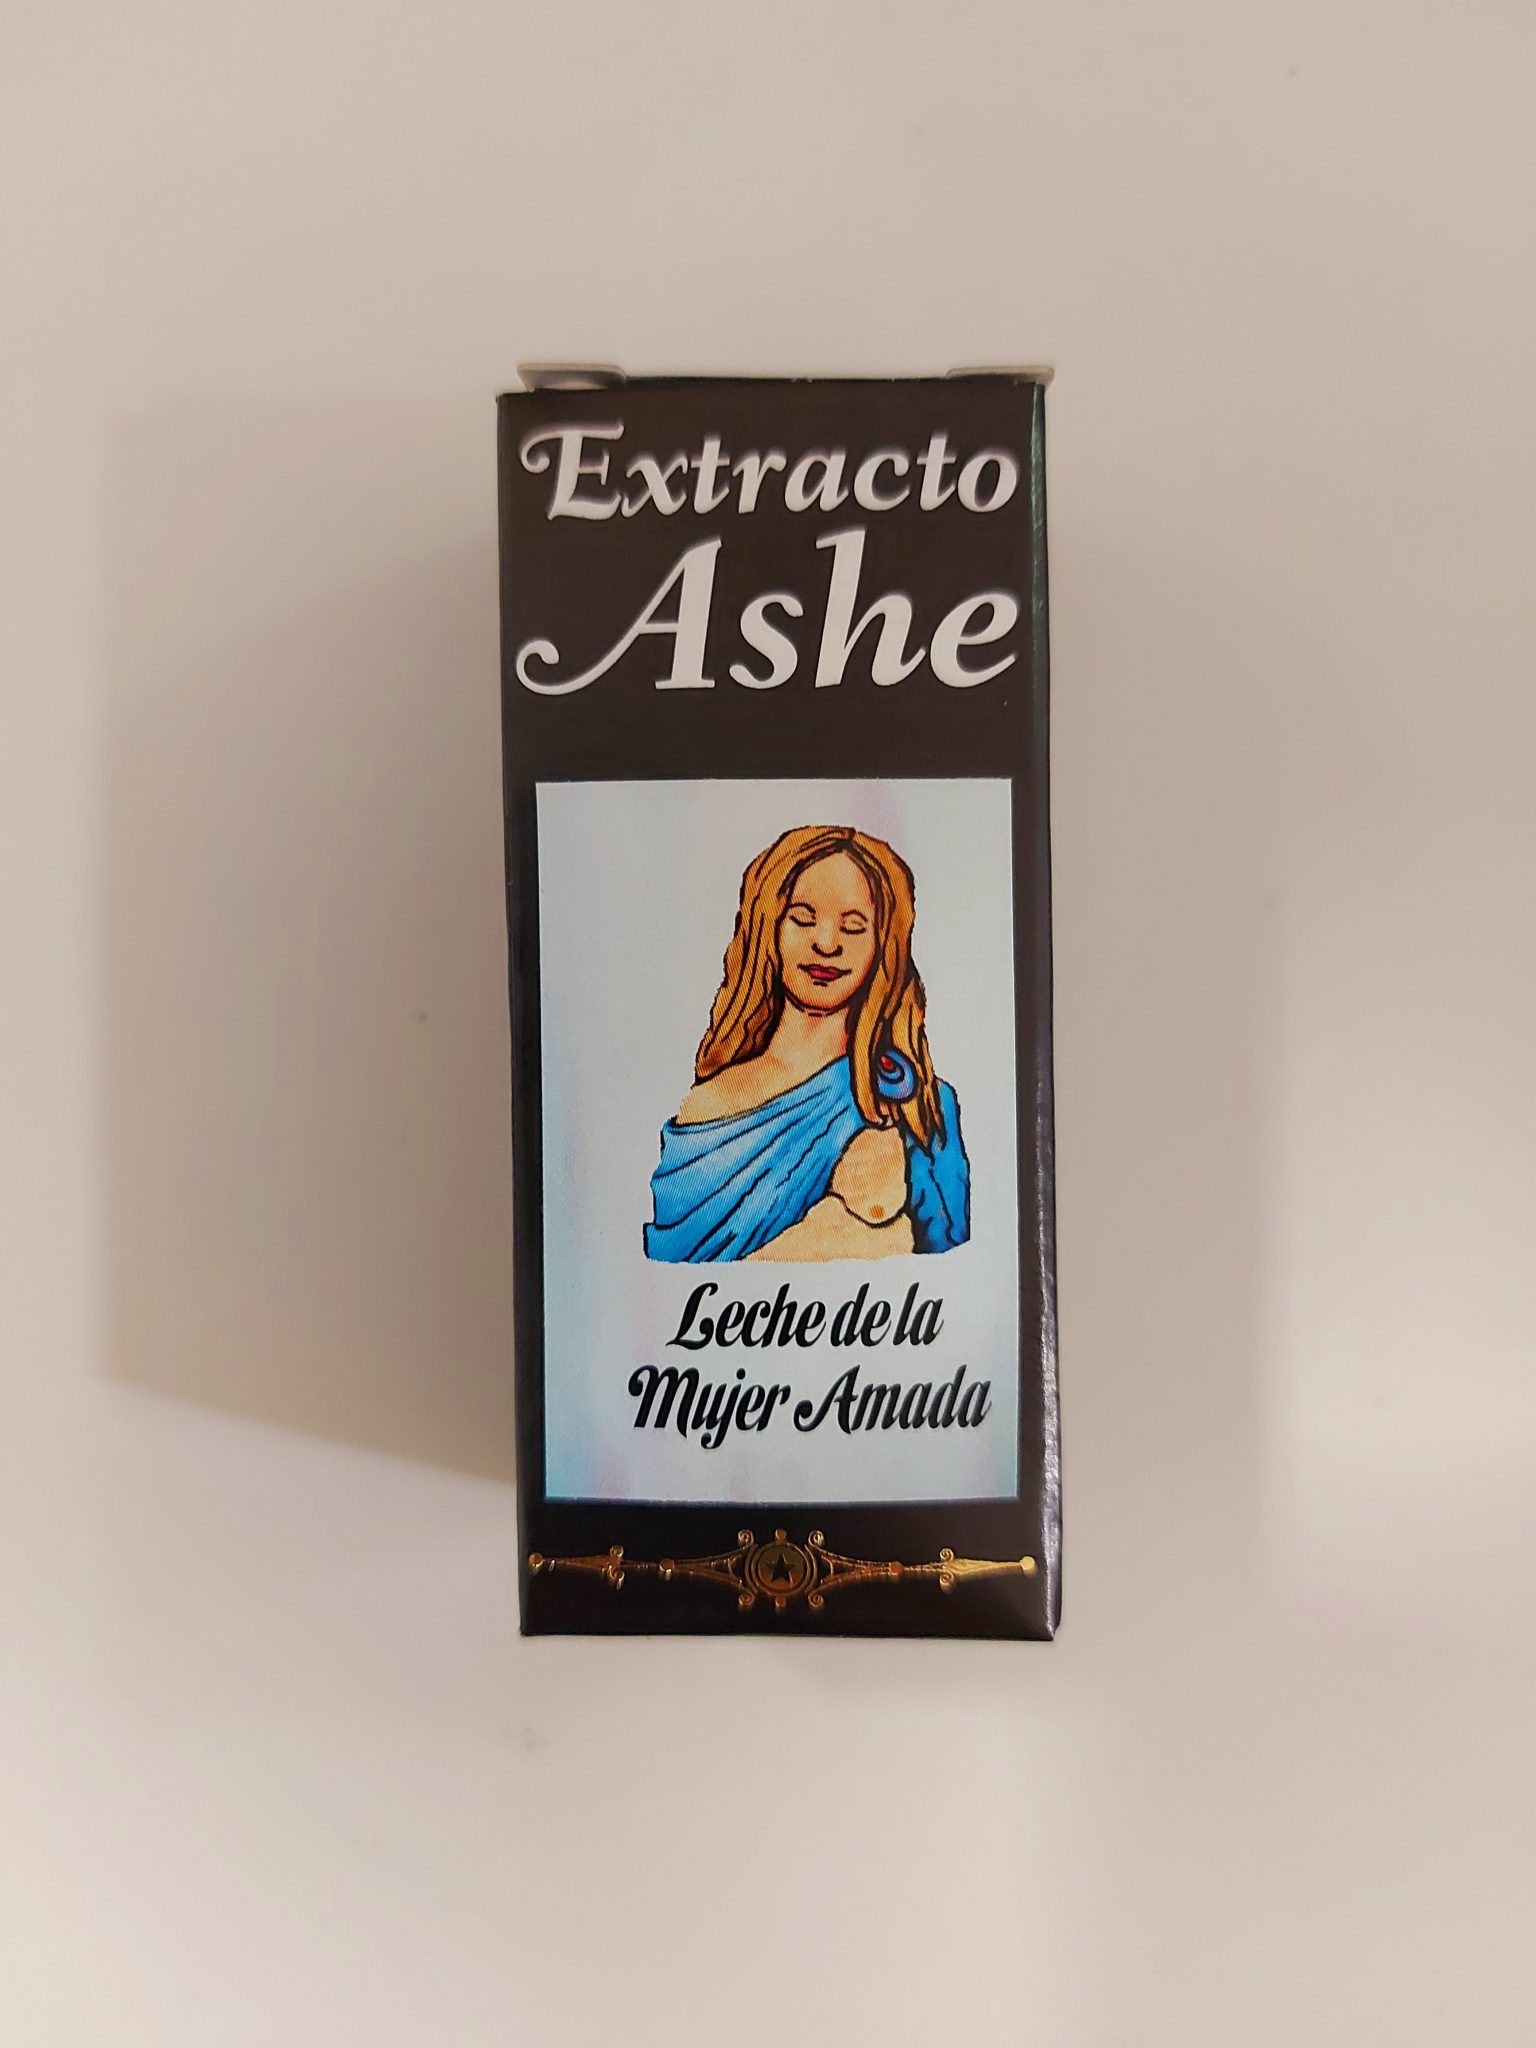 Extracto
Ashe
Leche de la
Mujer Amada